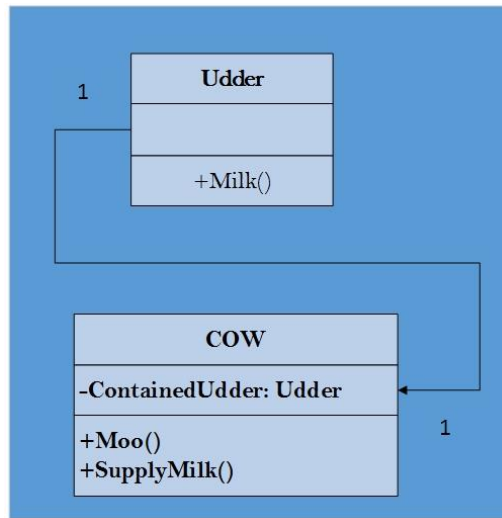 1
Udder
+Milk()
COW
-ContainedUdder: Udder
+Moo()
+SupplyMilk()
1